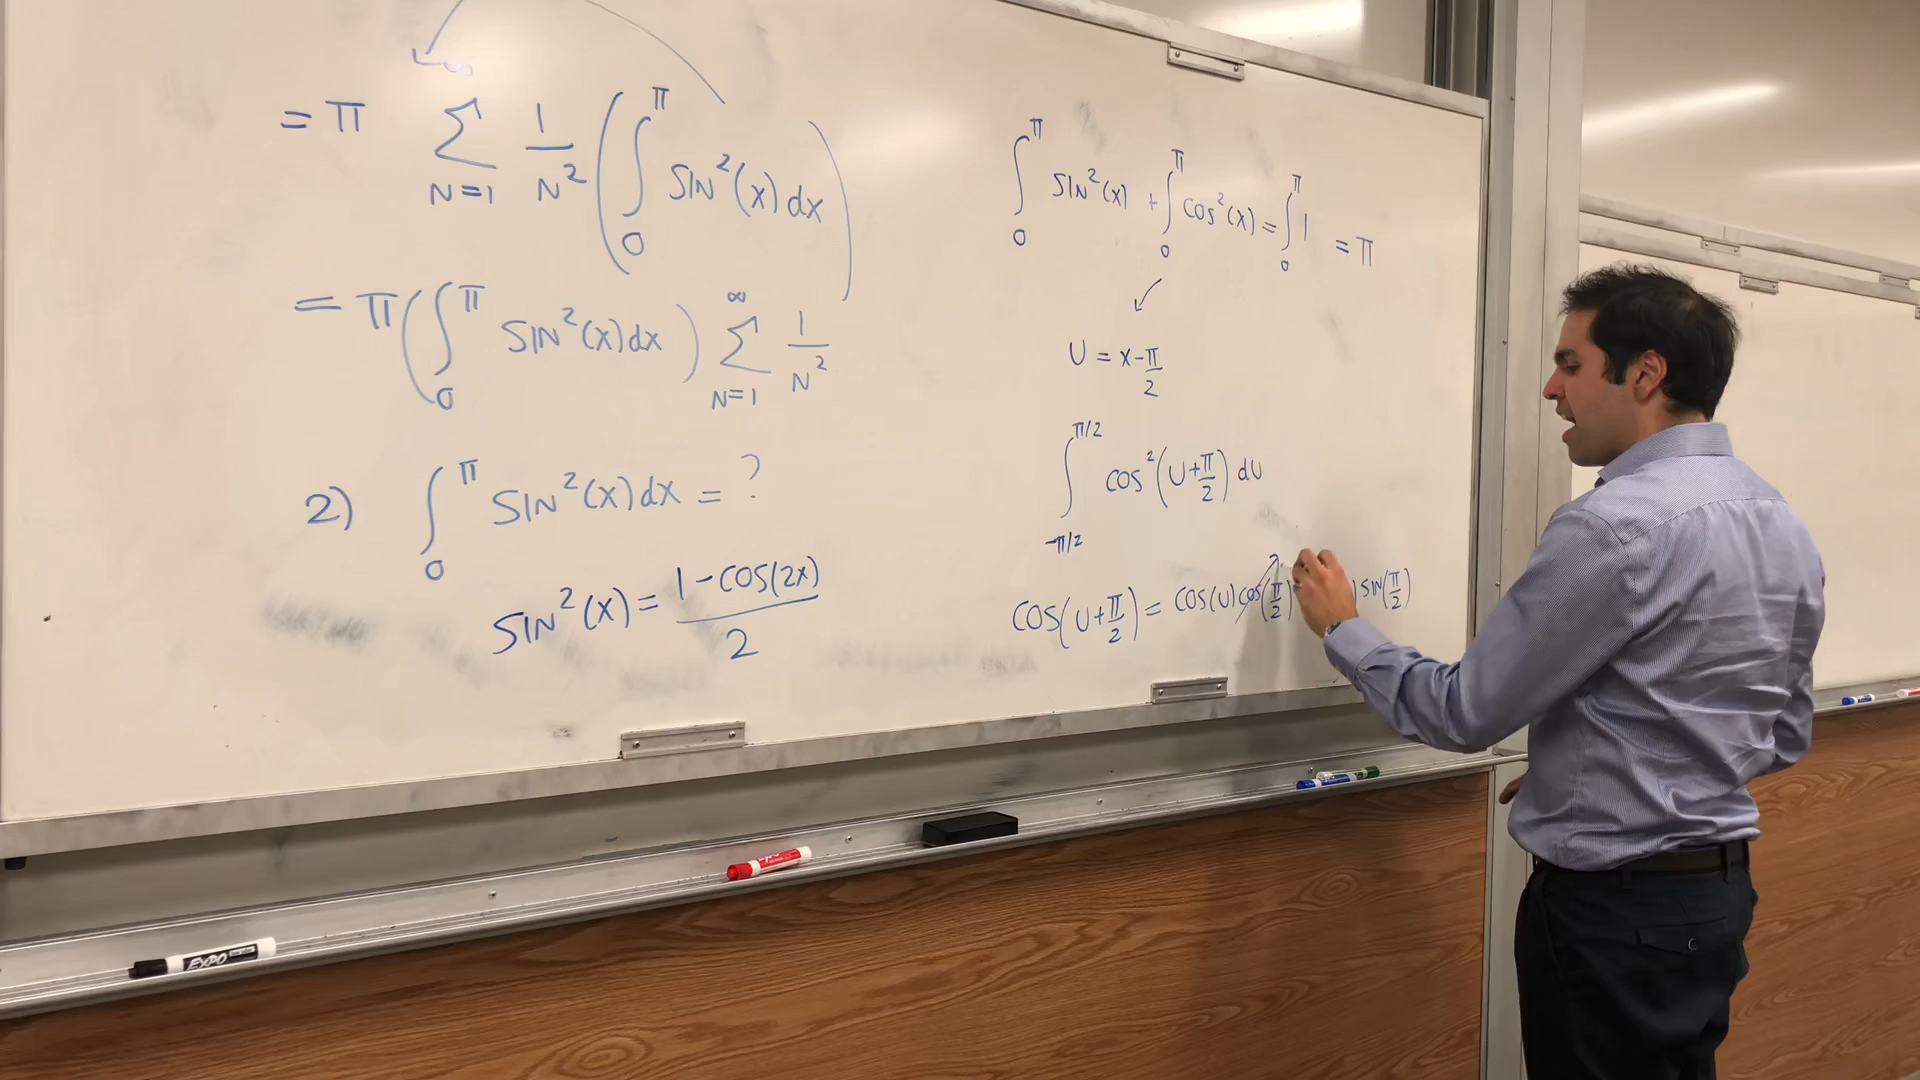 = π ∞ Σ N=1 1/N² ( ∫₀^π SIN²(x) dx )
= π ( ∫₀^π SIN²(x) dx ) ∞ Σ N=1 1/N²
2) ∫₀^π SIN²(x) dx = ?
SIN²(x) = 1 - COS(2x) / 2
∫₀^π SIN²(x) + ∫₀^π COS²(x) = ∫₀^π 1 = π
U = x - π/2
∫_{-π/2}^{π/2} COS²(U + π/2) dU
COS(U + π/2) = COS(U) COS(π/2) ) SIN(π/2)
EXPO